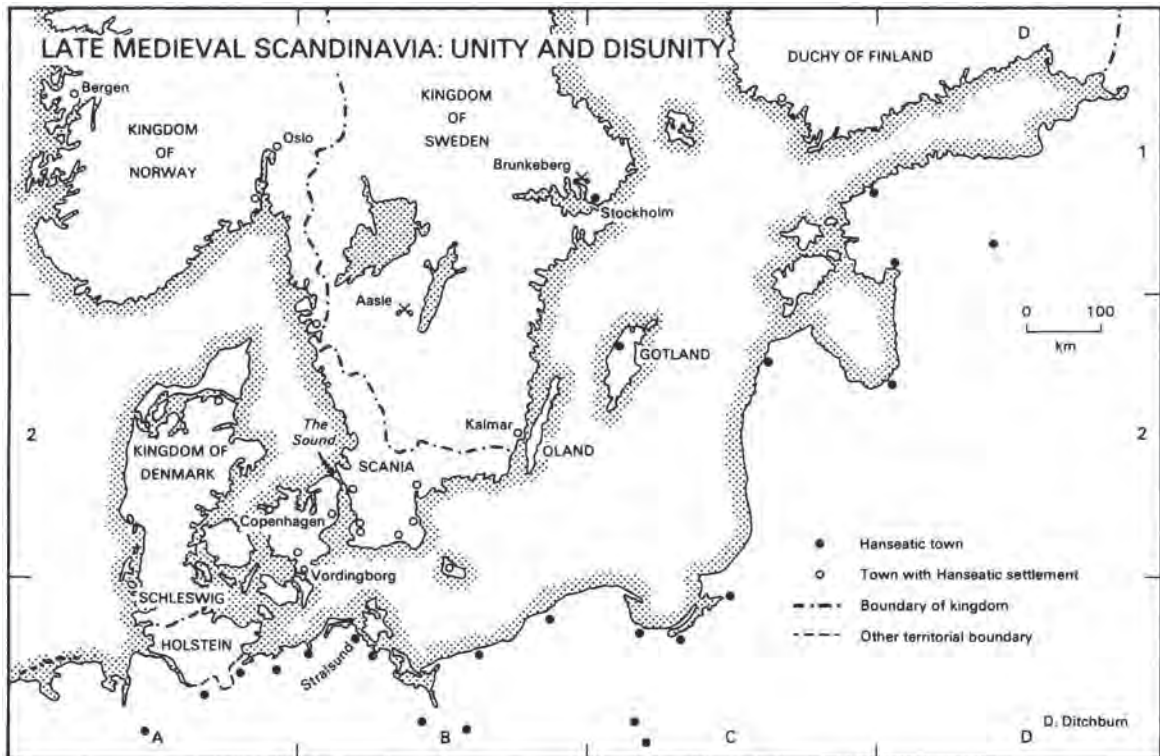 LATE MEDIEVAL SCANDINAVIA: UNITY AND DISUNITY
D
DUCHY OF FINLAND
Bergen
KINGDOM
OF
NORWAY
Oslo
KINGDOM
OF
SWEDEN
Brunkeberg
Stockholm
1
Aasle
0 100
km
GOTLAND
2
KINGDOM OF
DENMARK
The
Sound
Kalmar
OLAND
2
SCANIA
Copenhagen
Vordingborg
SCHLESWIG
HOLSTEIN
Stralsund
Hanseatic town
Town with Hanseatic settlement
Boundary of kingdom
Other territorial boundary
D. Ditchburn
A
B
C
D